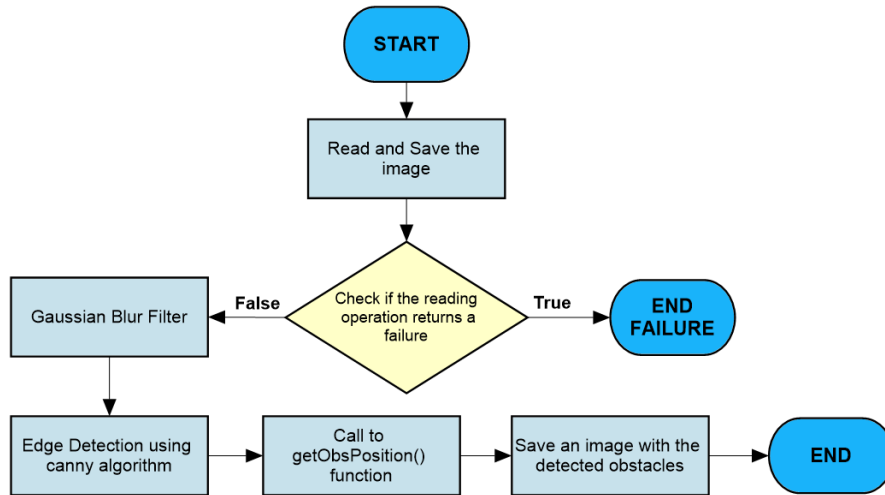 START
Read and Save the
image
Check if the reading
operation returns a
failure
False
True
END
FAILURE
Gaussian Blur Filter
Edge Detection using
canny algorithm
Call to
getObsPosition()
function
Save an image with the
detected obstacles
END